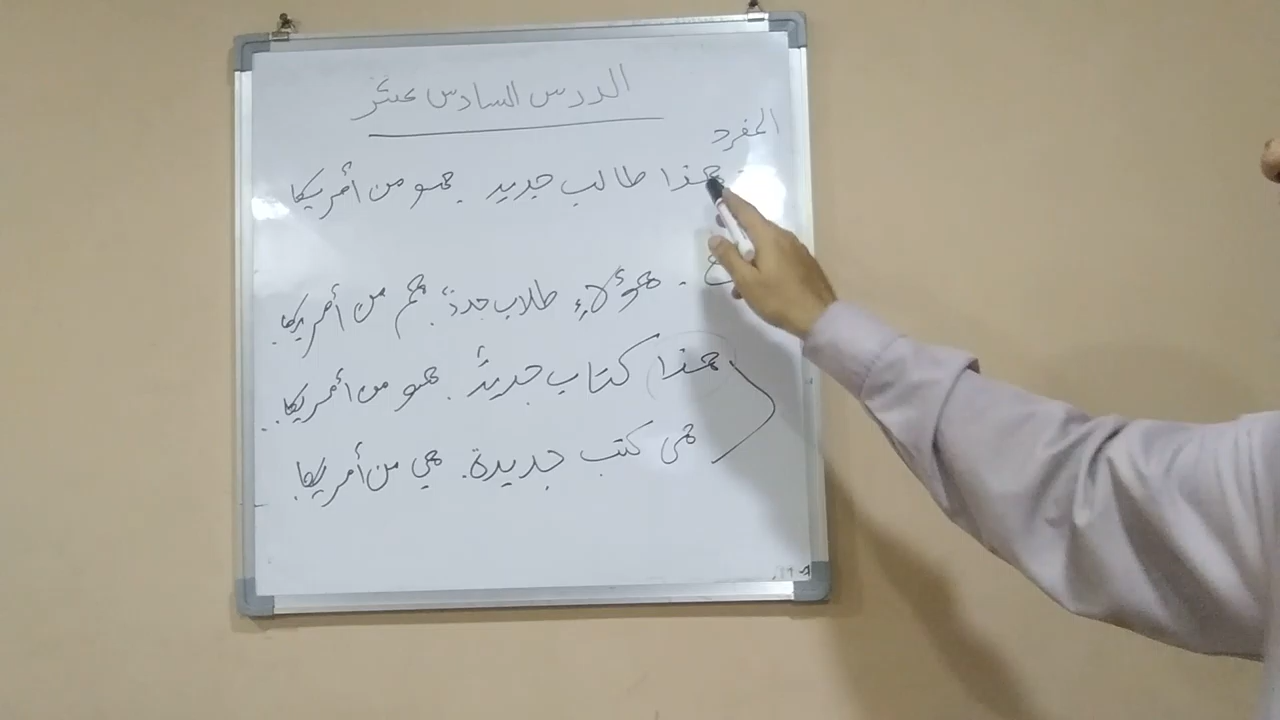 الدرس السادس عشر
المفرد
هذا طالب جديد. هو من أمريكا
هؤلاءِ طلاب جددٌ. هم من أمريكا.
هذا كتاب جديدٌ. هو من أمريكا.
هي كتب جديدة. هي من أمريكا.